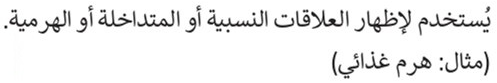 يُستخدم لإظهار العلاقات النسبية أو المتداخلة أو الهرمية.
(مثال: هرم غذائي)